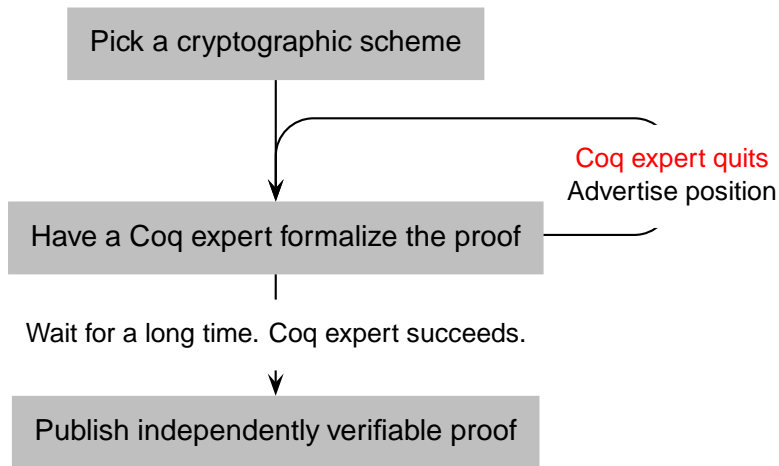 Pick a cryptographic scheme
Coq expert quits
Advertise position
Have a Coq expert formalize the proof
Wait for a long time. Coq expert succeeds.
Publish independently verifiable proof